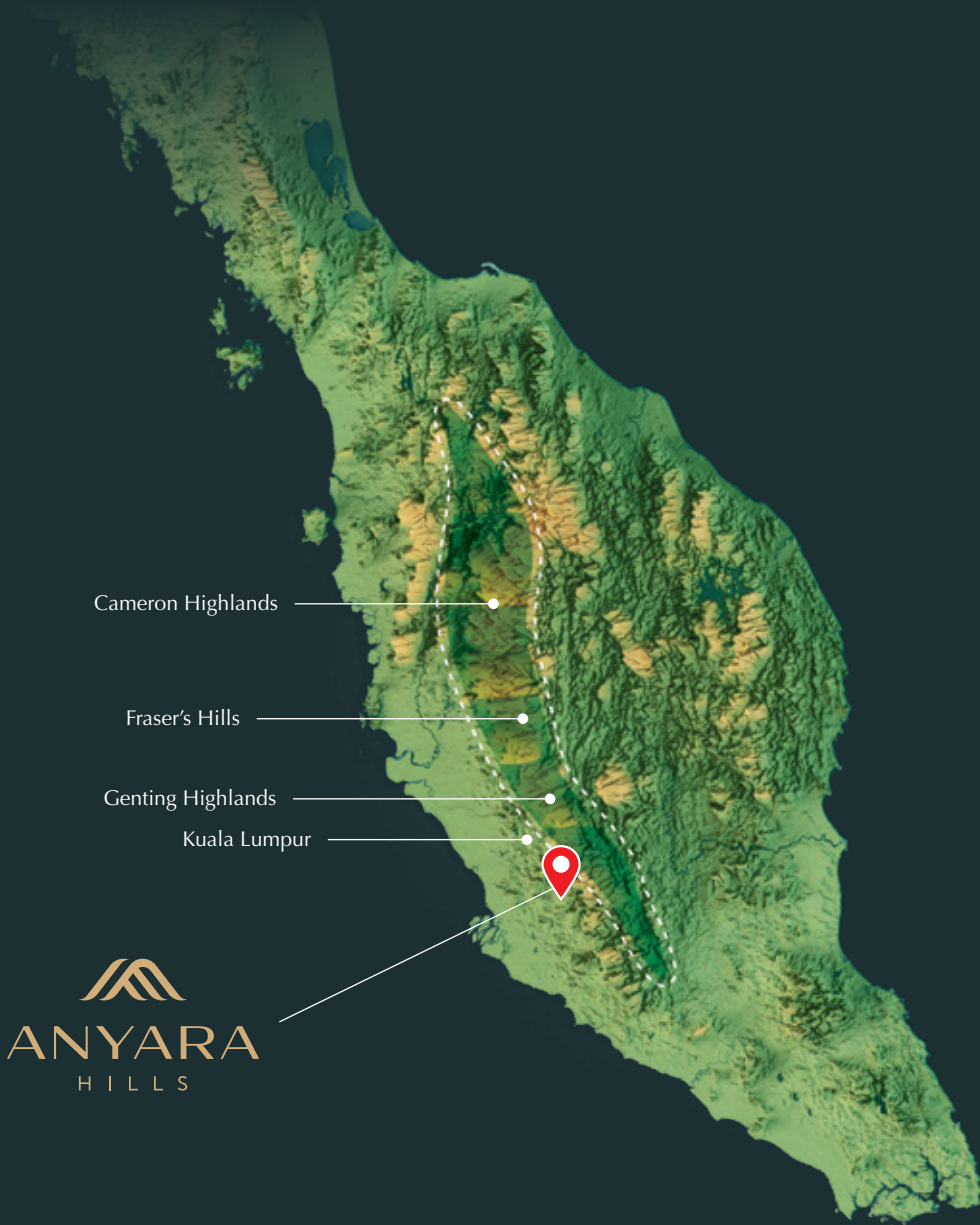 Cameron Highlands
Fraser’s Hills
Genting Highlands
Kuala Lumpur
ANYARA
HILLS